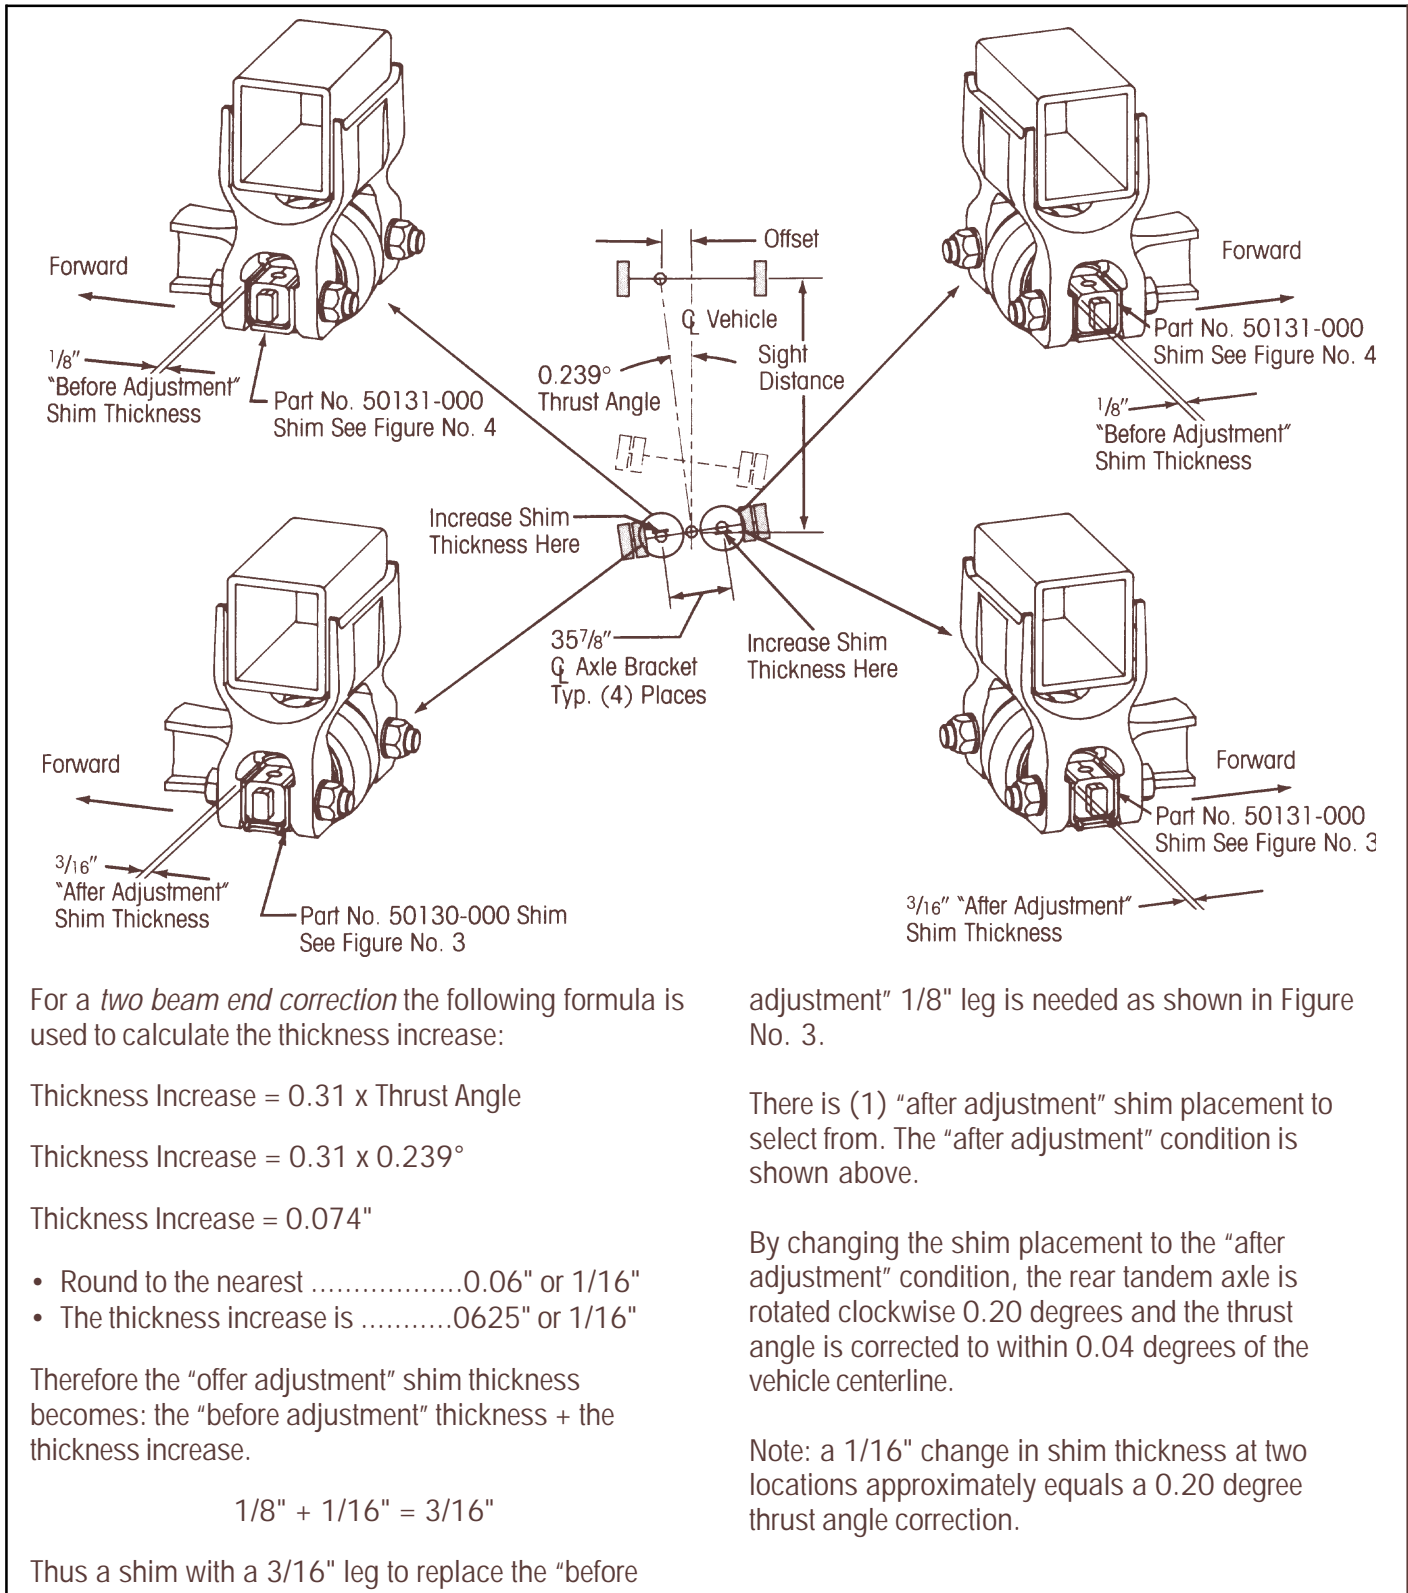 Offset
Forward
Forward
℄ Vehicle
Part No. 50131-000
Shim See Figure No. 4
Sight
Distance
0.239°
Thrust Angle
1/8"
"Before Adjustment"
Shim Thickness
Part No. 50131-000
Shim See Figure No. 4
1/8"
"Before Adjustment"
Shim Thickness
Increase Shim
Thickness Here
35 7/8"
℄ Axle Bracket
Typ. (4) Places
Increase Shim
Thickness Here
Forward
Forward
Part No. 50131-000
Shim See Figure No. 3
3/16"
"After Adjustment"
Shim Thickness
Part No. 50130-000 Shim
See Figure No. 3
3/16" "After Adjustment"
Shim Thickness
For a two beam end correction the following formula is
used to calculate the thickness increase:
Thickness Increase = 0.31 x Thrust Angle
Thickness Increase = 0.31 x 0.239°
Thickness Increase = 0.074"
• Round to the nearest ..................0.06" or 1/16"
• The thickness increase is ...........0625" or 1/16"
Therefore the "offer adjustment" shim thickness
becomes: the "before adjustment" thickness + the
thickness increase.
1/8" + 1/16" = 3/16"
Thus a shim with a 3/16" leg to replace the "before
adjustment" 1/8" leg is needed as shown in Figure
No. 3.
There is (1) "after adjustment" shim placement to
select from. The "after adjustment" condition is
shown above.
By changing the shim placement to the "after
adjustment" condition, the rear tandem axle is
rotated clockwise 0.20 degrees and the thrust
angle is corrected to within 0.04 degrees of the
vehicle centerline.
Note: a 1/16" change in shim thickness at two
locations approximately equals a 0.20 degree
thrust angle correction.